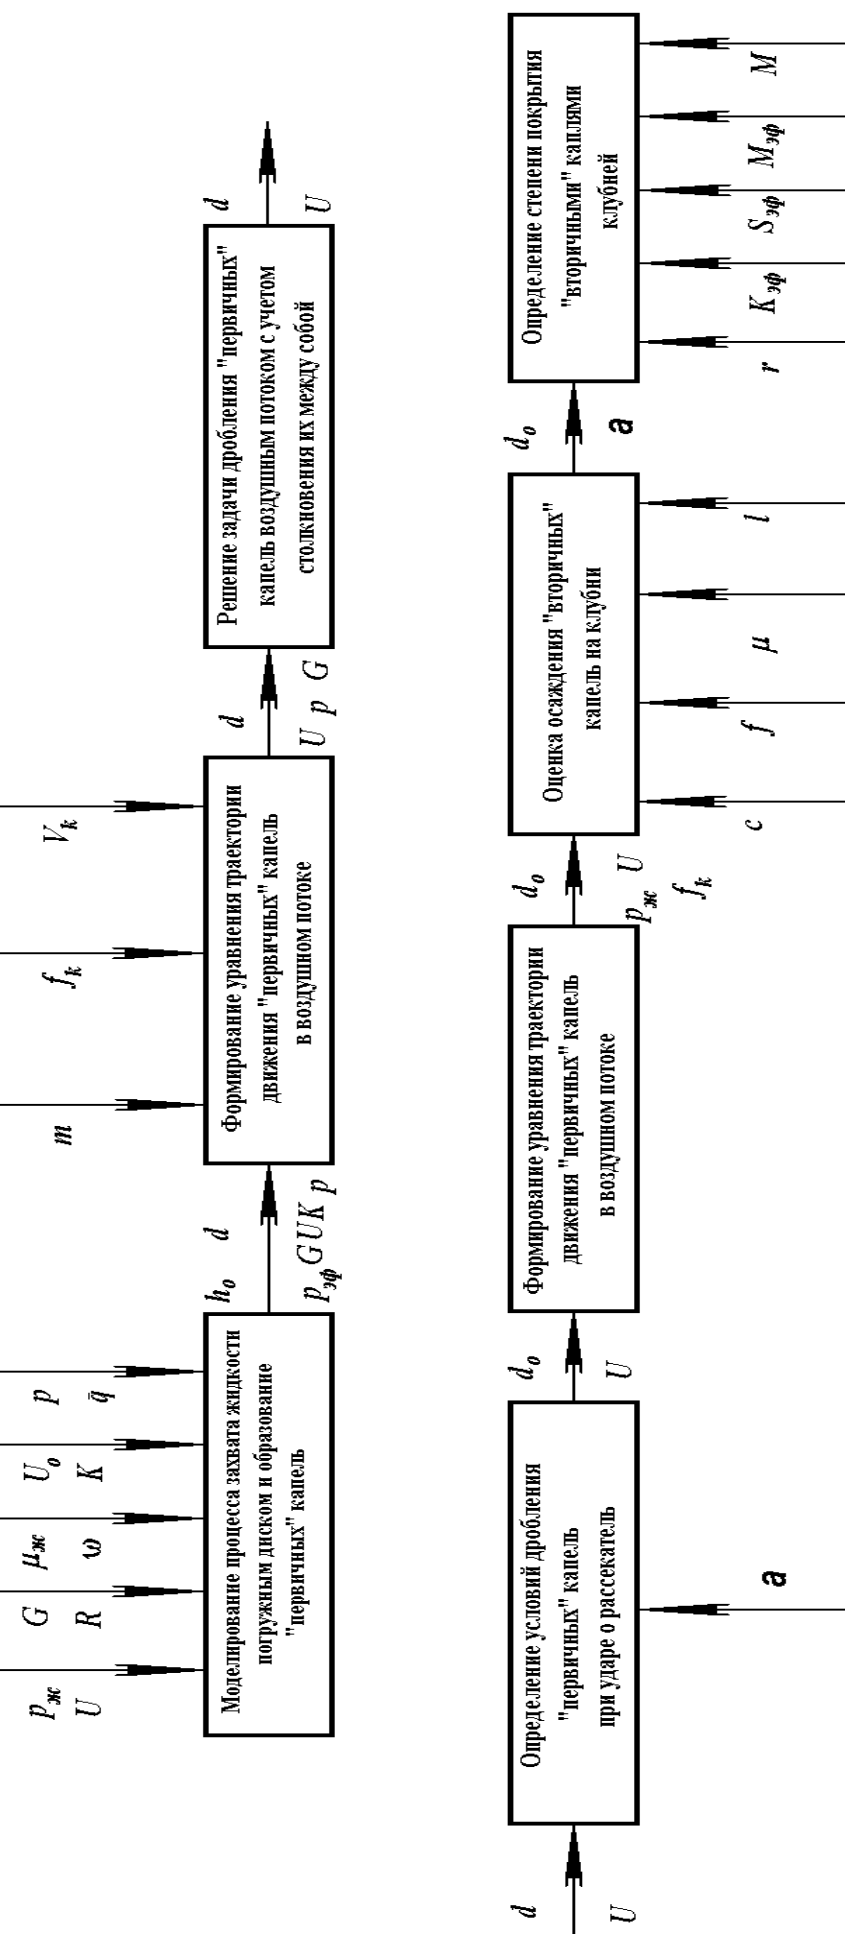 p_ж G μ_ж U_o p
U R ω K q̄
Моделирование процесса захвата жидкости
погружным диском и образование
"первичных" капель
h_o d
p_эф G U K p
m f_k V_k
Формирование уравнения траектории
движения "первичных" капель
в воздушном потоке
d
U p G
Решение задачи дробления "первичных"
капель воздушным потоком с учетом
столкновения их между собой
d
U
d
U
Определение условий дробления
"первичных" капель
при ударе о рассекатель
a
d_o
U
Формирование уравнения траектории
движения "первичных" капель
в воздушном потоке
d_o
p_ж U
f_k
Оценка осаждения "вторичных"
капель на клубни
c f μ l
d_o
a
Определение степени покрытия
"вторичными" каплями
клубней
r K_эф S_эф M_эф M